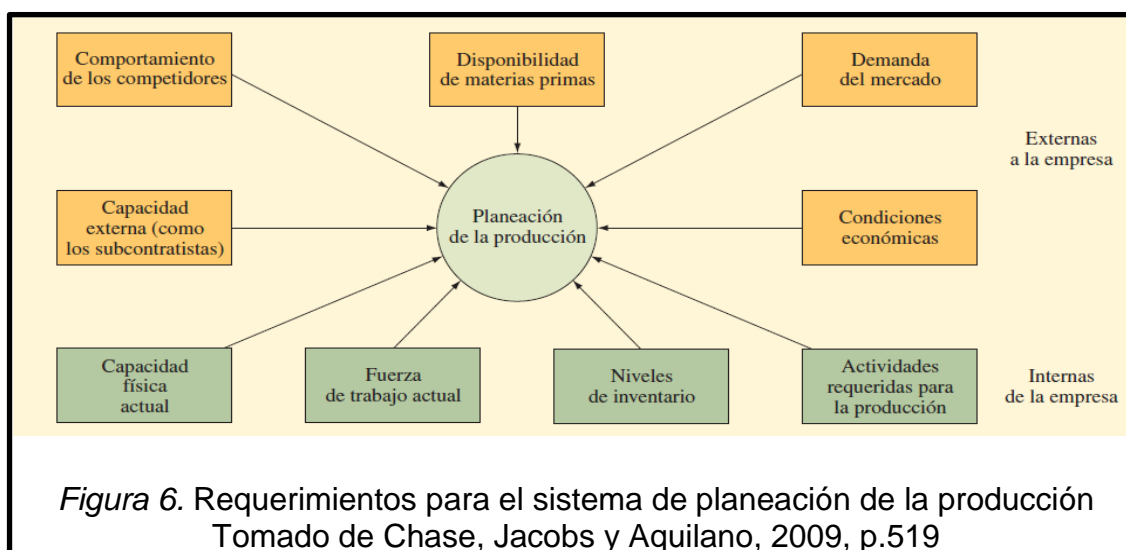 Comportamiento
de los competidores
Disponibilidad
de materias primas
Demanda
del mercado
Externas
a la empresa
Capacidad
externa (como
los subcontratistas)
Planeación
de la producción
Condiciones
económicas
Capacidad
física
actual
Fuerza
de trabajo actual
Niveles
de inventario
Actividades
requeridas para
la producción
Internas
de la empresa
Figura 6. Requerimientos para el sistema de planeación de la producción
Tomado de Chase, Jacobs y Aquilano, 2009, p.519